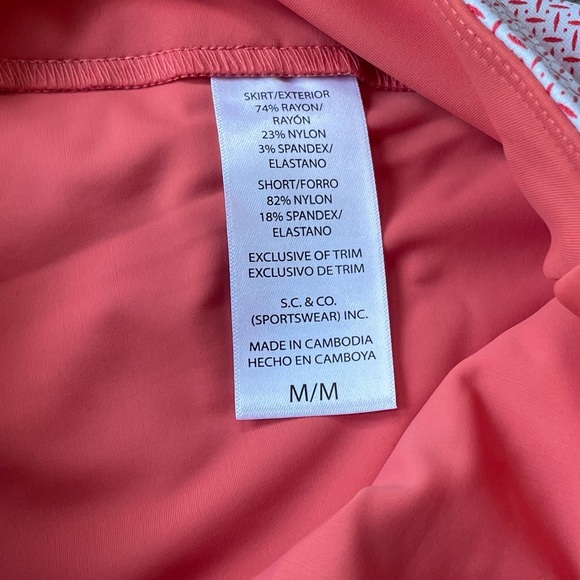 SKIRT/EXTERIOR
74% RAYON/
RAYÓN
23% NYLON
3% SPANDEX/
ELASTANO
SHORT/FORRO
82% NYLON
18% SPANDEX/
ELASTANO
EXCLUSIVE OF TRIM
EXCLUSIVO DE TRIM
S.C. & CO.
(SPORTSWEAR) INC.
MADE IN CAMBODIA
HECHO EN CAMBOYA
M/M